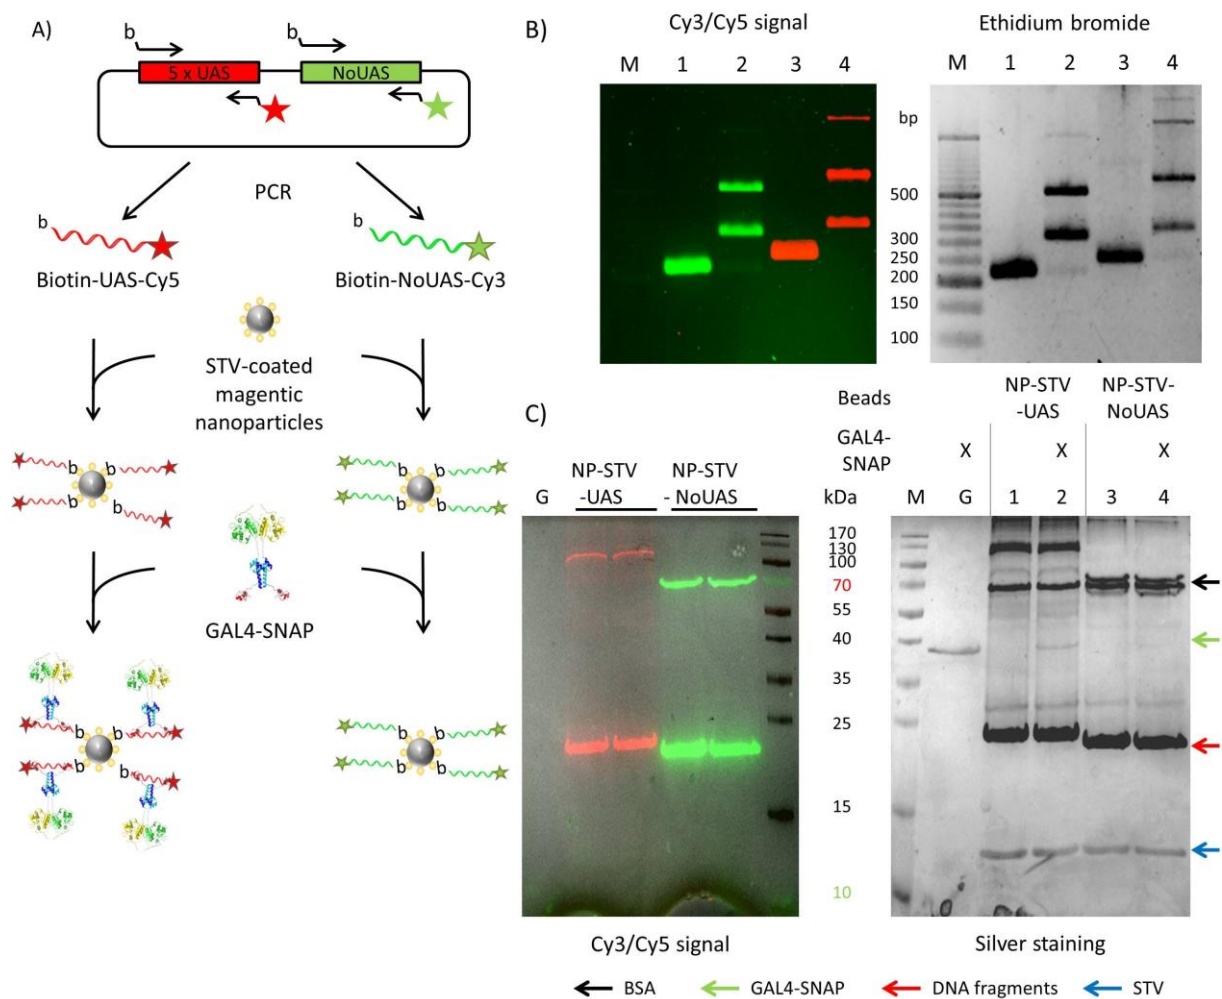 A)
b
b
5 x UAS
NoUAS
PCR
b
b
Biotin-UAS-Cy5
Biotin-NoUAS-Cy3
STV-coated
magentic
nanoparticles
b b
b b
b b
b b
GAL4-SNAP
b b
b b
b b
b b
B)
Cy3/Cy5 signal
M 1 2 3 4
Ethidium bromide
M 1 2 3 4
bp
500
300
250
200
150
100
C)
NP-STV
-UAS
NP-STV
- NoUAS
G
Beads
GAL4-
SNAP
kDa
NP-STV
-UAS
NP-STV-
NoUAS
X X X
M G 1 2 3 4
170
130
100
70
55
40
35
25
15
10
Cy3/Cy5 signal
Silver staining
BSA
GAL4-SNAP
DNA fragments
STV